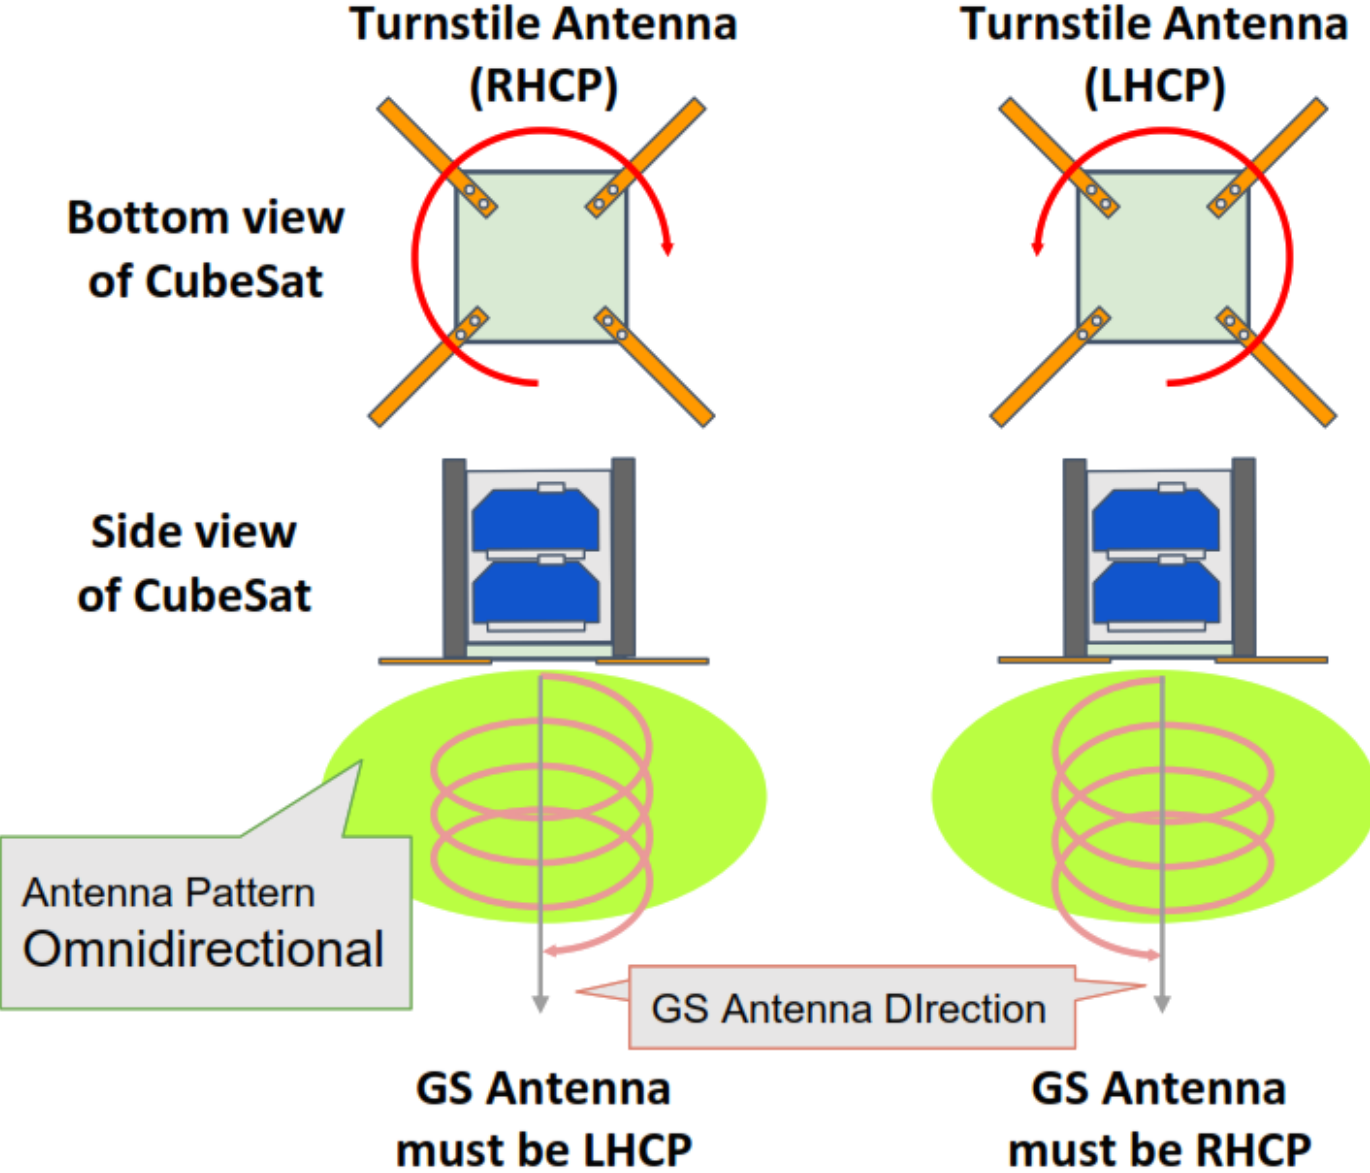 Turnstile Antenna
(RHCP)
Turnstile Antenna
(LHCP)
Bottom view
of CubeSat
Side view
of CubeSat
Antenna Pattern
Omnidirectional
GS Antenna DIrection
GS Antenna
must be LHCP
GS Antenna
must be RHCP